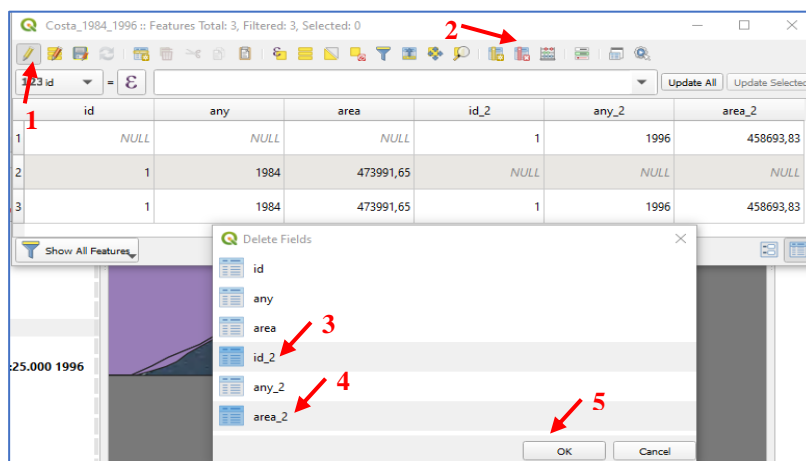 Costa_1984_1996 :: Features Total: 3, Filtered: 3, Selected: 0
2
123 id = ε Update All Update Selected
1
id any area id_2 any_2 area_2
1 NULL NULL NULL 1 1996 458693,83
2 1 1984 473991,65 NULL NULL NULL
3 1 1984 473991,65 1 1996 458693,83
Show All Features
Delete Fields
id
any
area
3
id_2
:25.000 1996
any_2
4
area_2
5
OK Cancel